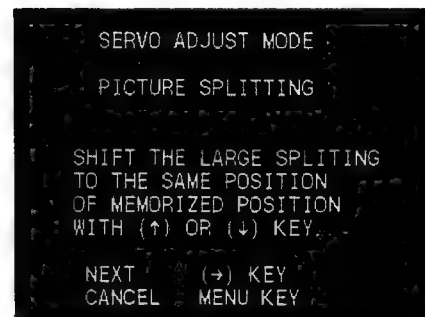 SERVO ADJUST MODE
PICTURE SPLITTING
SHIFT THE LARGE SPLITING
TO THE SAME POSITION
OF MEMORIZED POSITION
WITH (↑) OR (↓) KEY.
NEXT (→) KEY
CANCEL MENU KEY